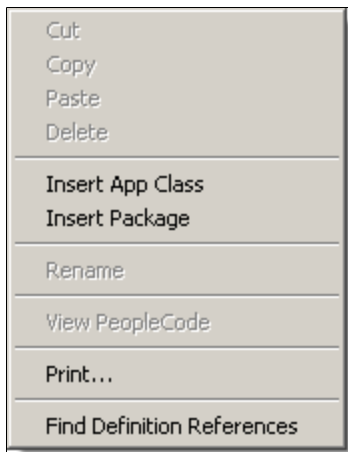 Cut
Copy
Paste
Delete
Insert App Class
Insert Package
Rename
View PeopleCode
Print...
Find Definition References